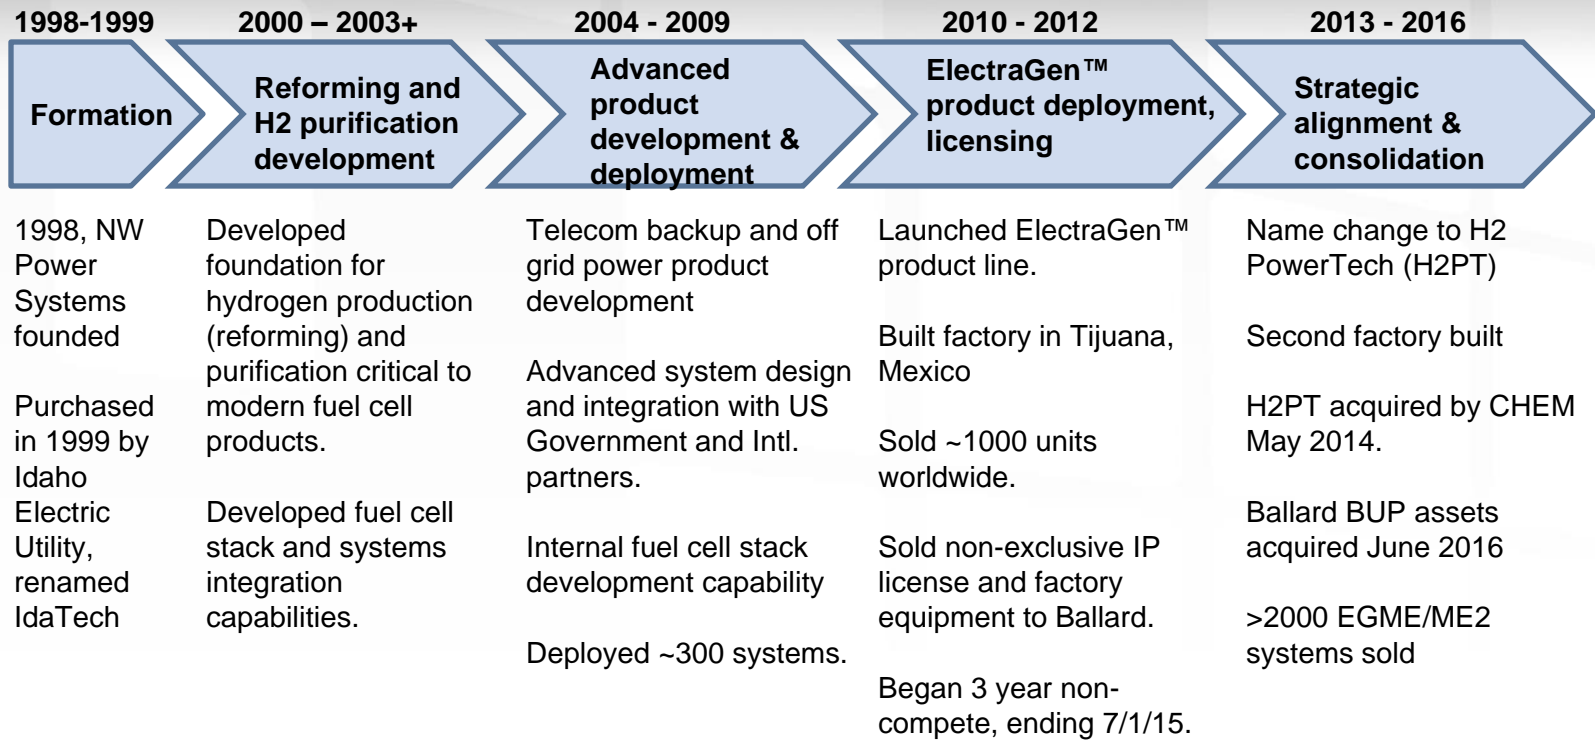 1998-1999
Formation
1998, NW
Power
Systems
founded
Purchased
in 1999 by
Idaho
Electric
Utility,
renamed
IdaTech
2000 – 2003+
Reforming and
H2 purification
development
Developed
foundation for
hydrogen production
(reforming) and
purification critical to
modern fuel cell
products.
Developed fuel cell
stack and systems
integration
capabilities.
2004 - 2009
Advanced
product
development &
deployment
Telecom backup and off
grid power product
development
Advanced system design
and integration with US
Government and Intl.
partners.
Internal fuel cell stack
development capability
Deployed ~300 systems.
2010 - 2012
ElectraGen™
product deployment,
licensing
Launched ElectraGen™
product line.
Built factory in Tijuana,
Mexico
Sold ~1000 units
worldwide.
Sold non-exclusive IP
license and factory
equipment to Ballard.
Began 3 year non-
compete, ending 7/1/15.
2013 - 2016
Strategic
alignment &
consolidation
Name change to H2
PowerTech (H2PT)
Second factory built
H2PT acquired by CHEM
May 2014.
Ballard BUP assets
acquired June 2016
>2000 EGME/ME2
systems sold